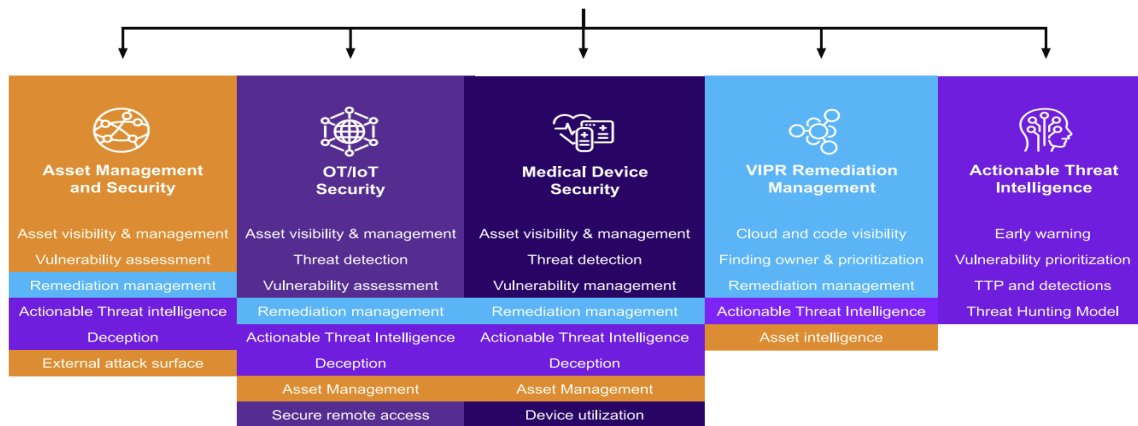 Asset Management
and Security
Asset visibility & management
Vulnerability assessment
Remediation management
Actionable Threat intelligence
Deception
External attack surface
OT/IoT
Security
Asset visibility & management
Threat detection
Vulnerability assessment
Remediation management
Actionable Threat Intelligence
Deception
Asset Management
Secure remote access
Medical Device
Security
Asset visibility & management
Threat detection
Vulnerability management
Remediation management
Actionable Threat Intelligence
Deception
Asset Management
Device utilization
VIPR Remediation
Management
Cloud and code visibility
Finding owner & prioritization
Remediation management
Actionable Threat Intelligence
Asset intelligence
Actionable Threat
Intelligence
Early warning
Vulnerability prioritization
TTP and detections
Threat Hunting Model